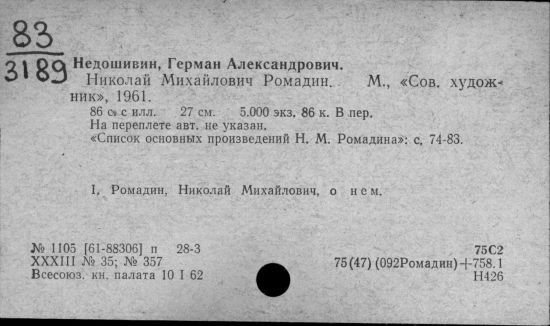 83
3189
Недошивин, Герман Александрович.
Николай Михайлович Ромадин. М., «Сов. худож-
ник», 1961.
86 с. с илл. 27 см. 5.000 экз. 86 к. В пер.
На переплете авт. не указан.
«Список основных произведений Н. М. Ромадина»: с. 74-83.
I. Ромадин, Николай Михайлович, о нем.
№ 1105 [61-88306] п 28-3
XXXIII № 35; № 357
Всесоюз. кн. палата 10 I 62
75С2
75(47)(092Ромадин)+758.1
Н426